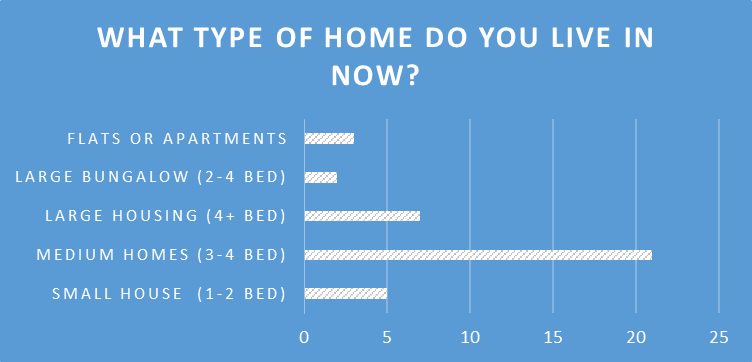 WHAT TYPE OF HOME DO YOU LIVE IN
NOW?
FLATS OR APARTMENTS
LARGE BUNGALOW (2-4 BED)
LARGE HOUSING (4+ BED)
MEDIUM HOMES (3-4 BED)
SMALL HOUSE (1-2 BED)
0 5 10 15 20 25